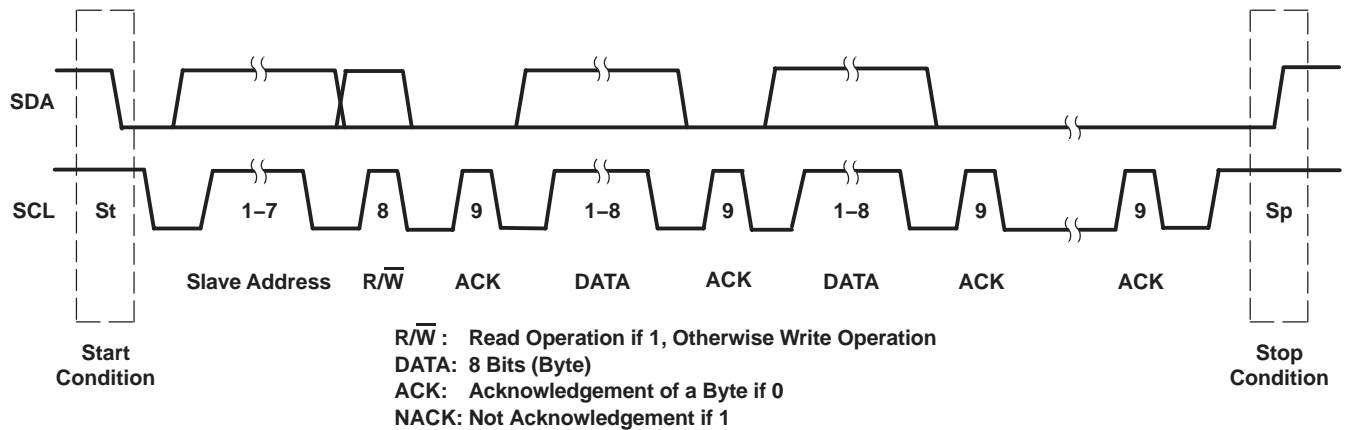 SDA
SCL St 1–7 8 9 1–8 9 1–8 9 9 Sp
Slave Address R/W̅ ACK DATA ACK DATA ACK ACK
R/W̅ : Read Operation if 1, Otherwise Write Operation
DATA: 8 Bits (Byte)
ACK: Acknowledgement of a Byte if 0
NACK: Not Acknowledgement if 1
Start
Condition
Stop
Condition